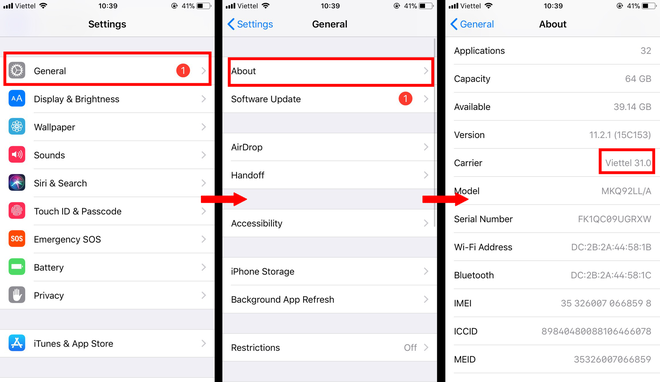 Viettel 10:39 41%
Settings
General 1
Display & Brightness
Wallpaper
Sounds
Siri & Search
Touch ID & Passcode
SOS Emergency SOS
Battery
Privacy
iTunes & App Store
Viettel 10:39 41%
Settings General
About
Software Update 1
AirDrop
Handoff
Accessibility
iPhone Storage
Background App Refresh
Restrictions Off
Viettel 10:39 41%
General About
Applications 32
Capacity 64 GB
Available 39.14 GB
Version 11.2.1 (15C153)
Carrier Viettel 31.0
Model MKQ92LL/A
Serial Number FK1QC09UGRXW
Wi-Fi Address DC:2B:2A:44:58:1B
Bluetooth DC:2B:2A:44:58:1C
IMEI 35 326007 066859 8
ICCID 89840480088106466078
MEID 35326007066859